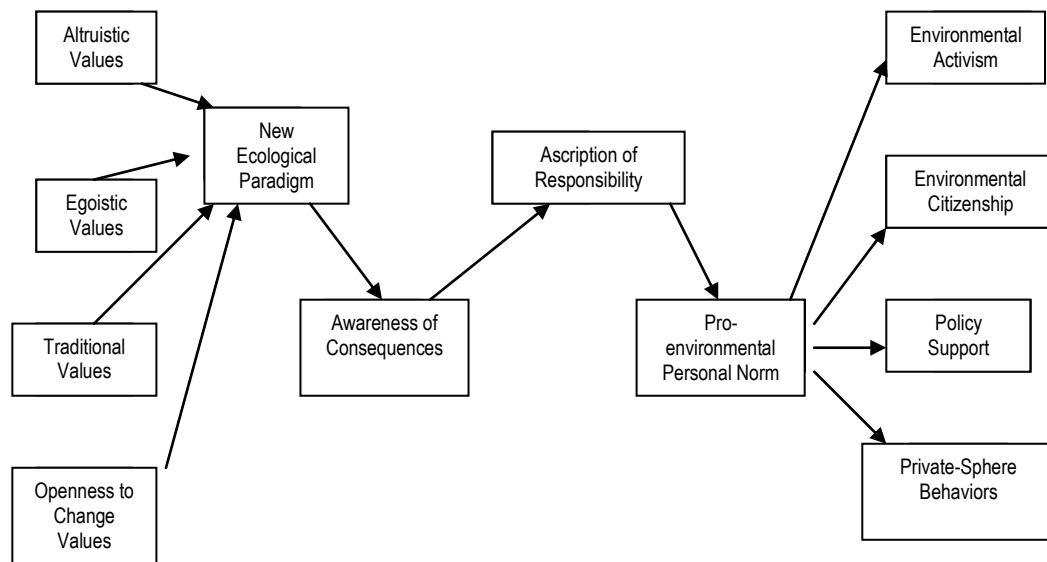 Altruistic
Values
Egoistic
Values
Traditional
Values
Openness to
Change
Values
New
Ecological
Paradigm
Awareness of
Consequences
Ascription of
Responsibility
Pro-
environmental
Personal Norm
Environmental
Activism
Environmental
Citizenship
Policy
Support
Private-Sphere
Behaviors